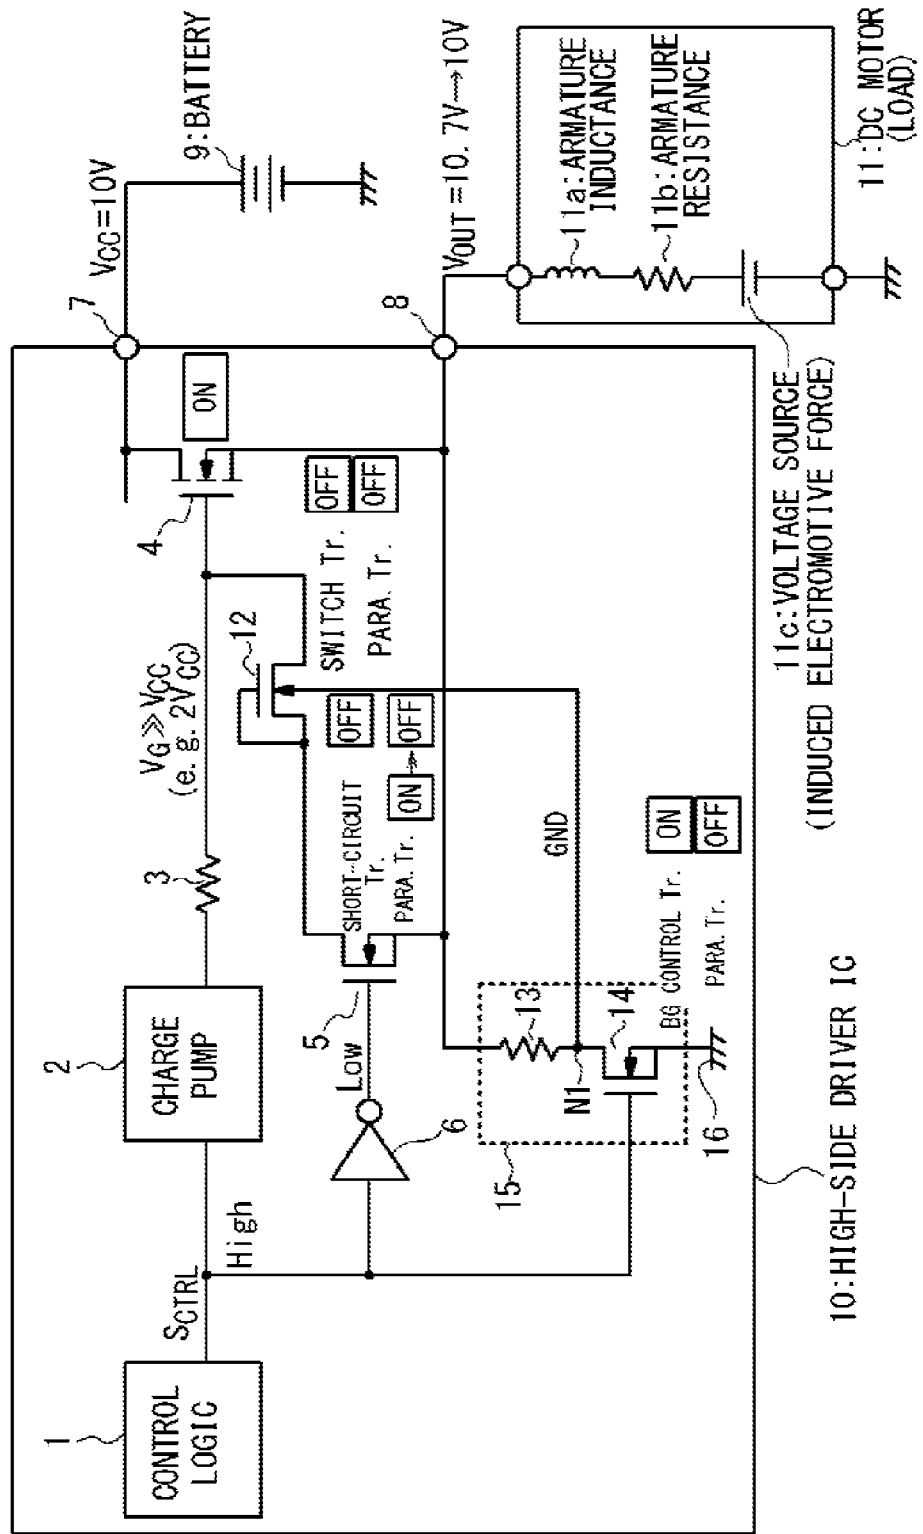 1
CONTROL
LOGIC
SCTRL
High
2
CHARGE
PUMP
3
VG≫VCC
(e.g. 2VCC)
4
ON
7
VCC=10V
9:BATTERY
12
SWITCH Tr.
OFF
PARA. Tr.
OFF
5
Low
6
SHORT-CIRCUIT
Tr.
OFF
PARA. Tr.
ON
OFF
8
VOUT=10.7V→10V
GND
13
N1
14
15
16
BG CONTROL Tr.
ON
PARA. Tr.
OFF
11a:ARMATURE
INDUCTANCE
11b:ARMATURE
RESISTANCE
11:DC MOTOR
(LOAD)
11c:VOLTAGE SOURCE
(INDUCED ELECTROMOTIVE FORCE)
10:HIGH-SIDE DRIVER IC